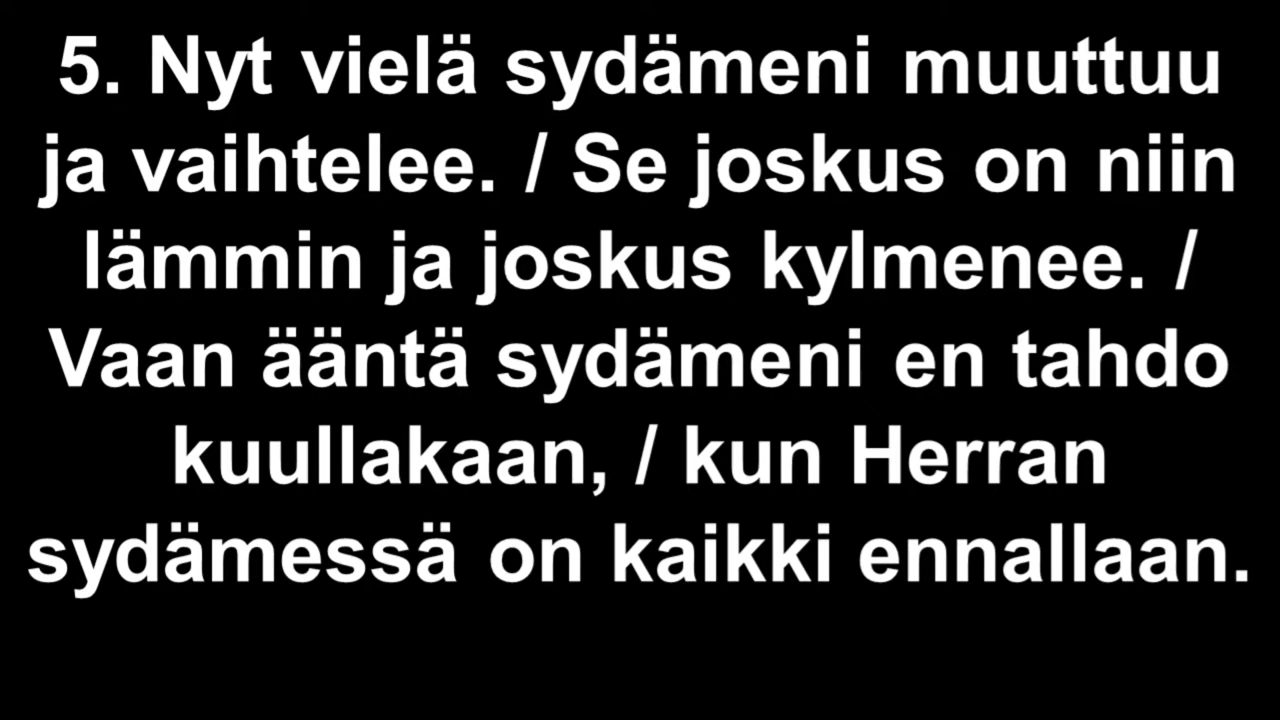 5. Nyt vielä sydämeni muuttuu
ja vaihtelee. / Se joskus on niin
lämmin ja joskus kylmenee. /
Vaan ääntä sydämeni en tahdo
kuullakaan, / kun Herran
sydämessä on kaikki ennallaan.